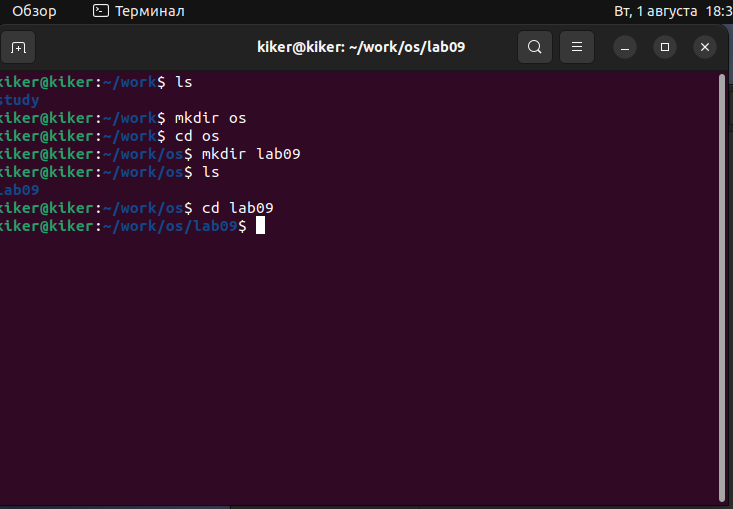 Обзор Терминал Вт, 1 августа 18:3
kiker@kiker: ~/work/os/lab09
kiker@kiker:~/work$ ls
study
kiker@kiker:~/work$ mkdir os
kiker@kiker:~/work$ cd os
kiker@kiker:~/work/os$ mkdir lab09
kiker@kiker:~/work/os$ ls
lab09
kiker@kiker:~/work/os$ cd lab09
kiker@kiker:~/work/os/lab09$